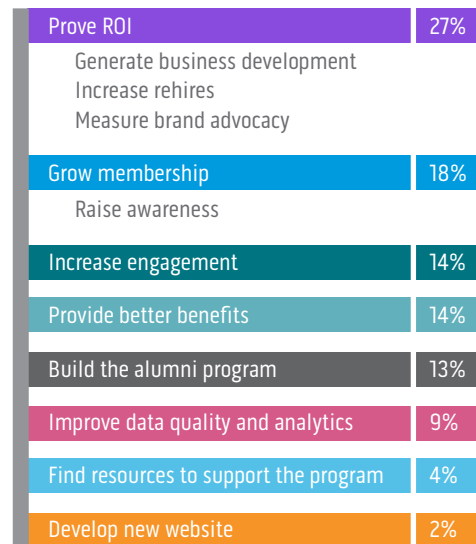 Prove ROI 27%
Generate business development
Increase rehires
Measure brand advocacy
Grow membership 18%
Raise awareness
Increase engagement 14%
Provide better benefits 14%
Build the alumni program 13%
Improve data quality and analytics 9%
Find resources to support the program 4%
Develop new website 2%